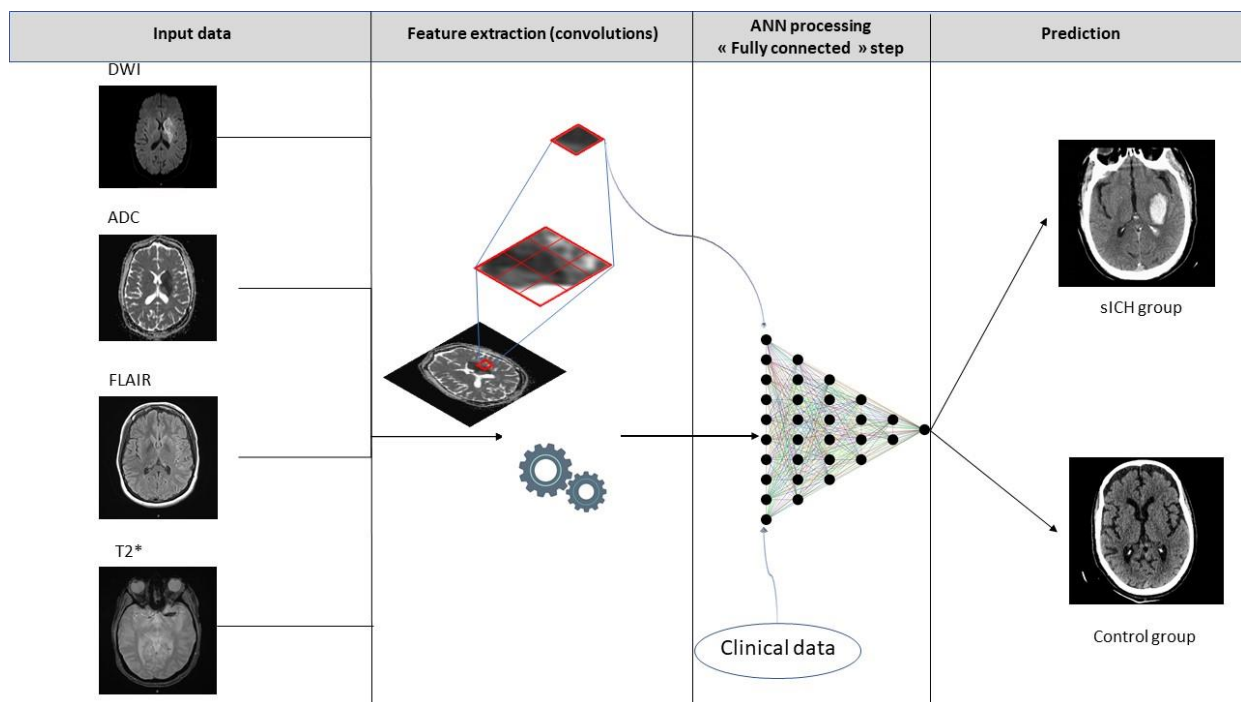 Input data
Feature extraction (convolutions)
ANN processing
« Fully connected » step
Prediction
DWI
ADC
FLAIR
T2*
Clinical data
sICH group
Control group